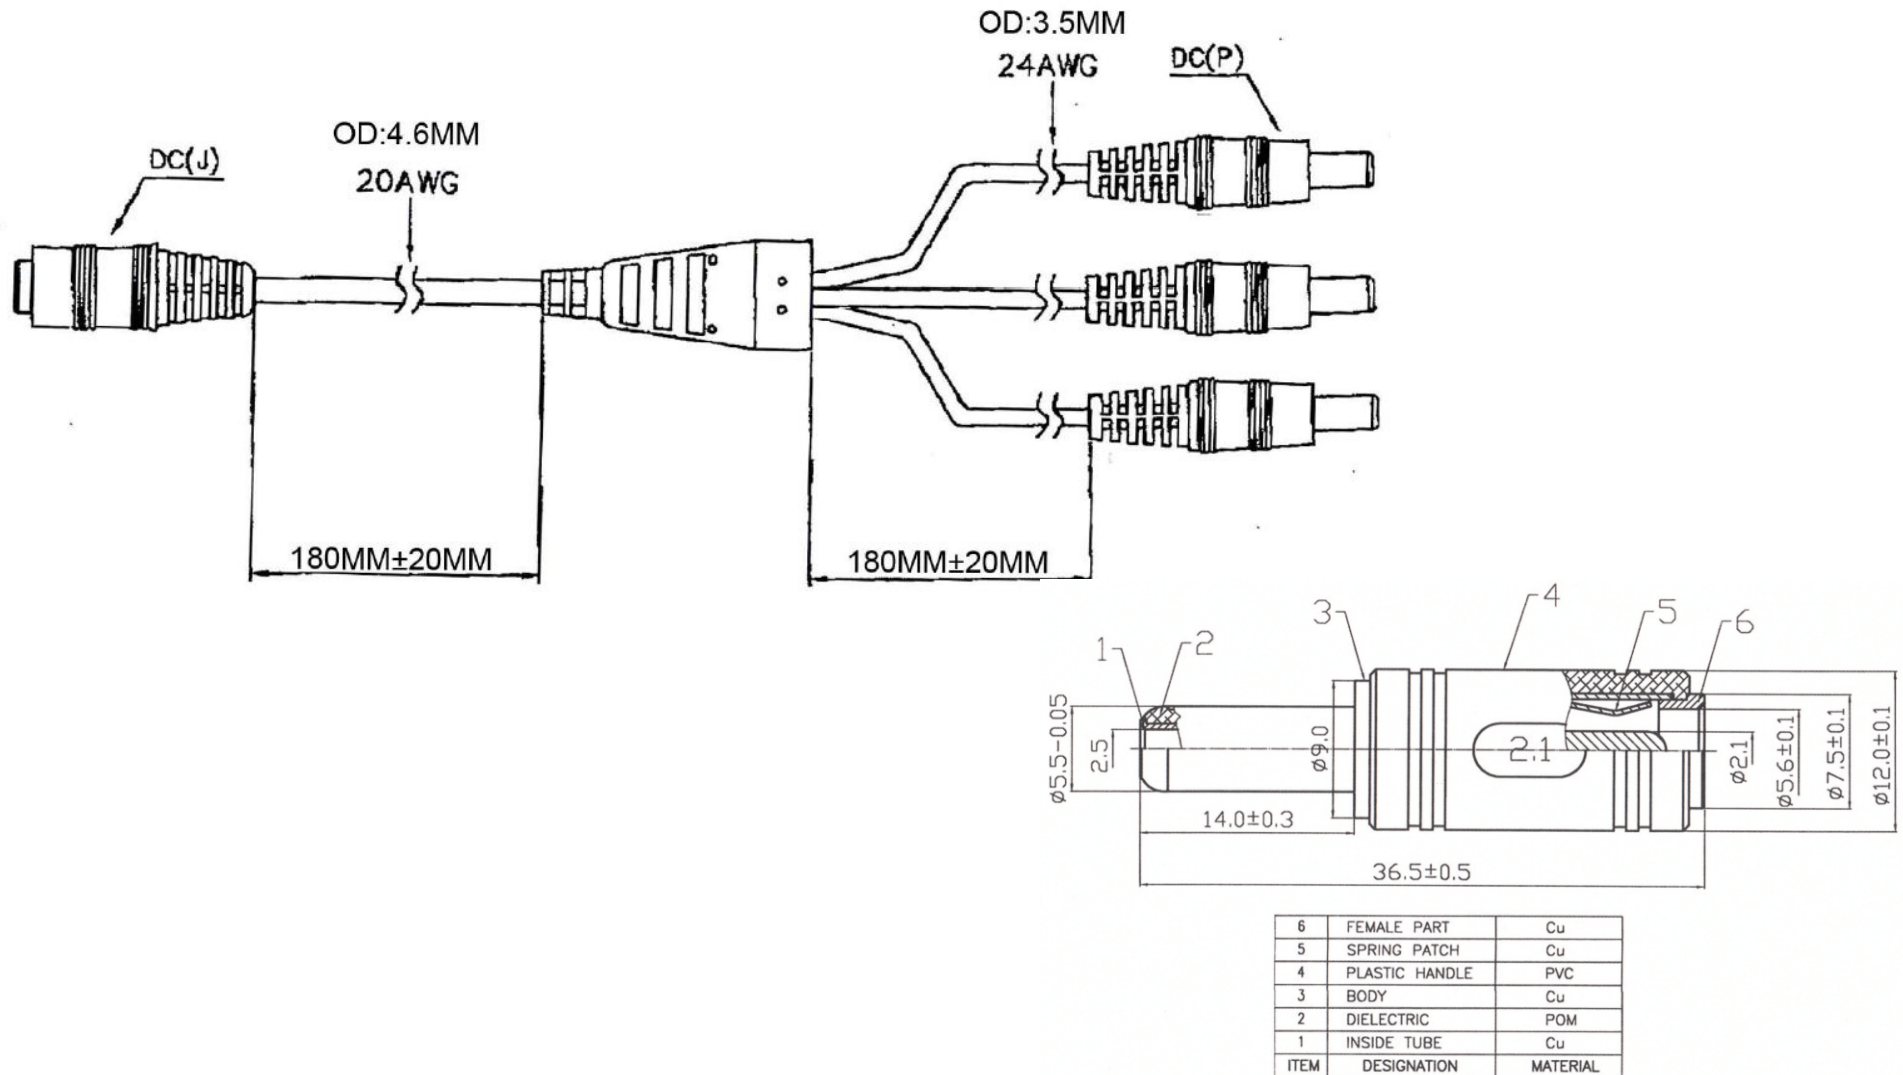 OD:3.5MM
24AWG
DC(P)
OD:4.6MM
20AWG
DC(J)
180MM±20MM
180MM±20MM
1
2
3
4
5
6
ø5.5-0.05
2.5
ø9.0
2.1
ø2.1
ø5.6±0.1
ø7.5±0.1
ø12.0±0.1
14.0±0.3
36.5±0.5
6 FEMALE PART Cu
5 SPRING PATCH Cu
4 PLASTIC HANDLE PVC
3 BODY Cu
2 DIELECTRIC POM
1 INSIDE TUBE Cu
ITEM DESIGNATION MATERIAL